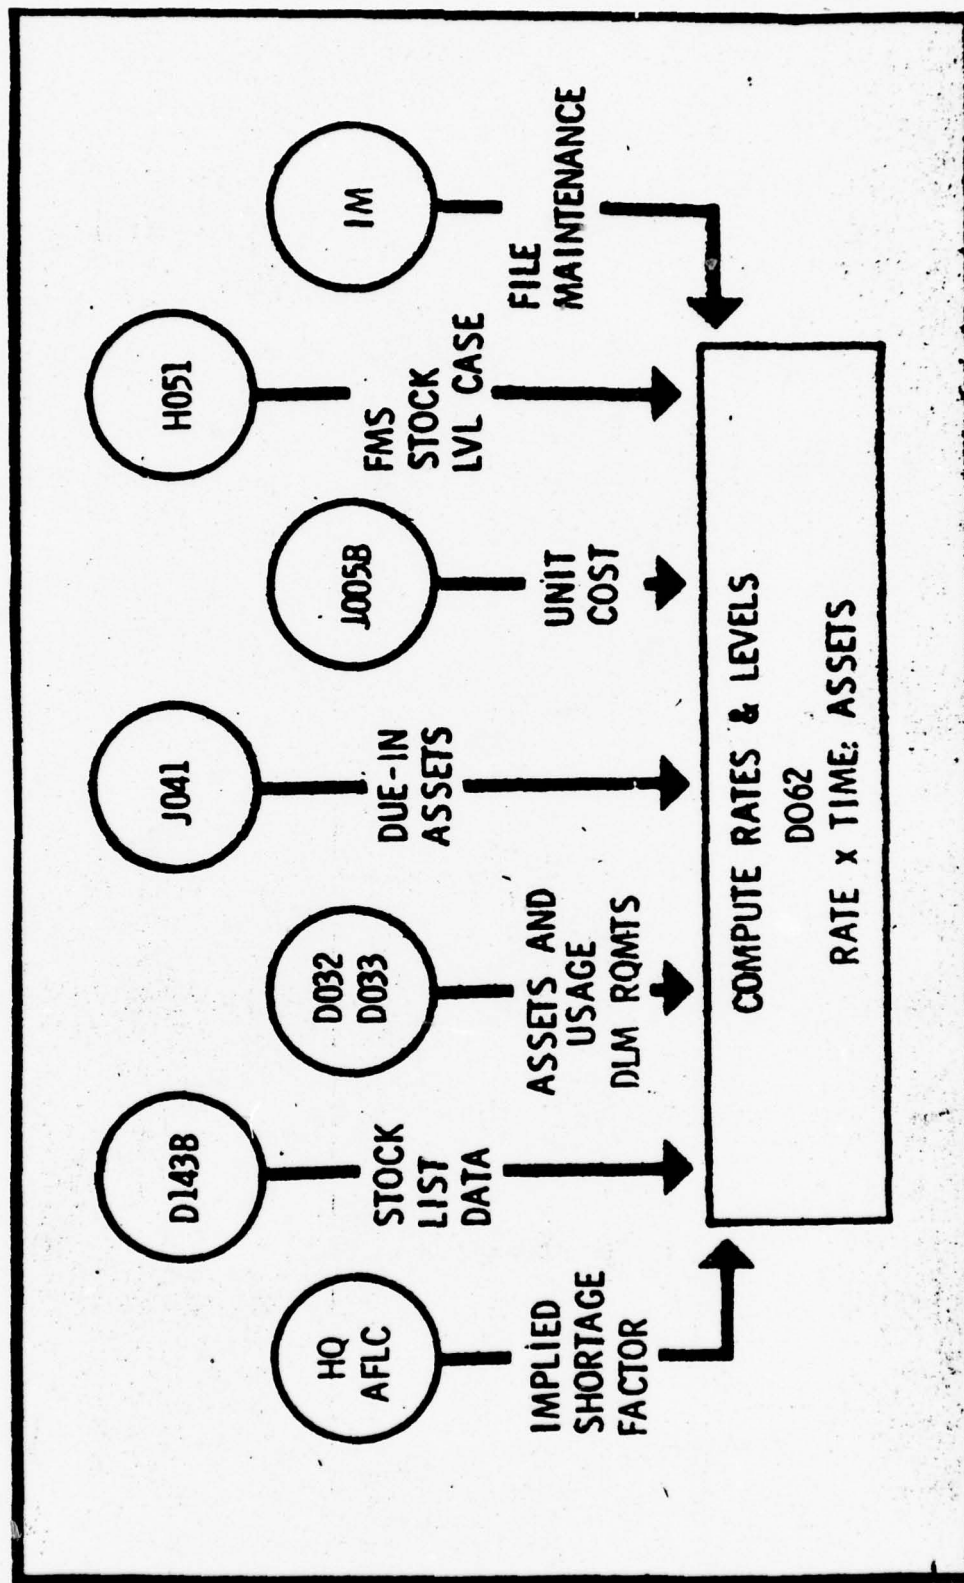 HQ
AFLC
IMPLIED
SHORTAGE
FACTOR
D143B
STOCK
LIST
DATA
D032
D033
ASSETS AND
USAGE
DLM RQMTS
J041
DUE-IN
ASSETS
J005B
UNIT
COST
H051
FMS
STOCK
LVL CASE
IM
FILE
MAINTENANCE
COMPUTE RATES & LEVELS
DO62
RATE X TIME: ASSETS